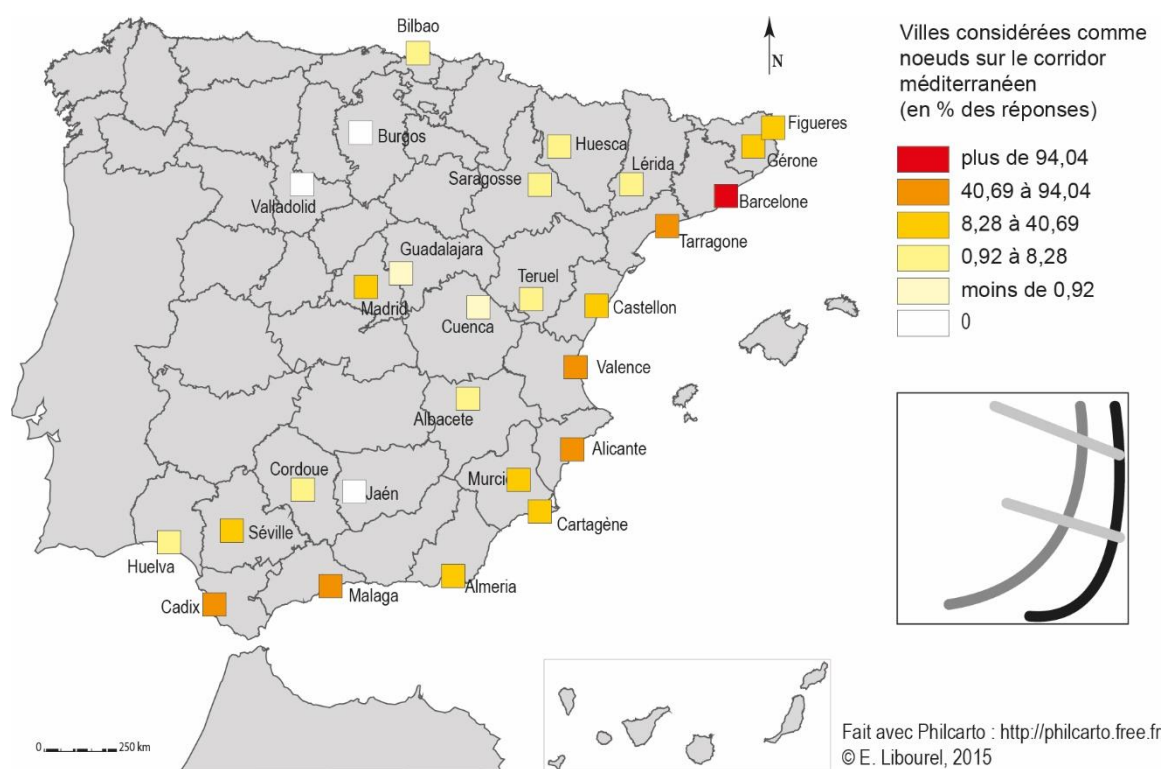 Bilbao
Burgos
Huesca
Figueres
Gérone
Valladolid
Saragosse
Lérida
Barcelone
Tarragone
Guadalajara
Madrid
Teruel
Cuenca
Castellon
Valence
Albacete
Alicante
Cordoue
Jaén
Murcie
Cartagène
Séville
Huelva
Almeria
Cadix
Malaga
N
Villes considérées comme
noeuds sur le corridor
méditerranéen
(en % des réponses)
plus de 94,04
40,69 à 94,04
8,28 à 40,69
0,92 à 8,28
moins de 0,92
0
0 250 km
Fait avec Philcarto : http://philcarto.free.fr
© E. Libourel, 2015